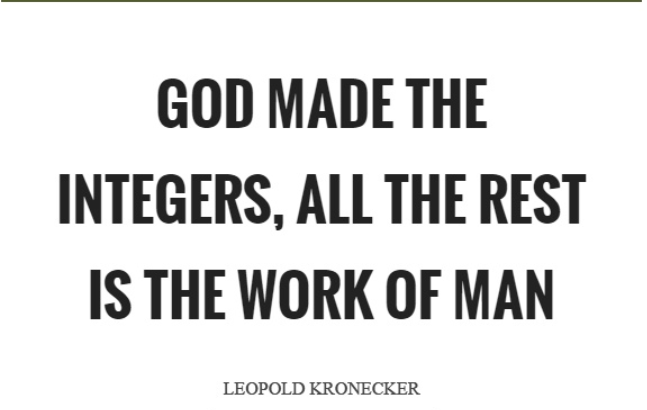 GOD MADE THE
INTEGERS, ALL THE REST
IS THE WORK OF MAN
LEOPOLD KRONECKER